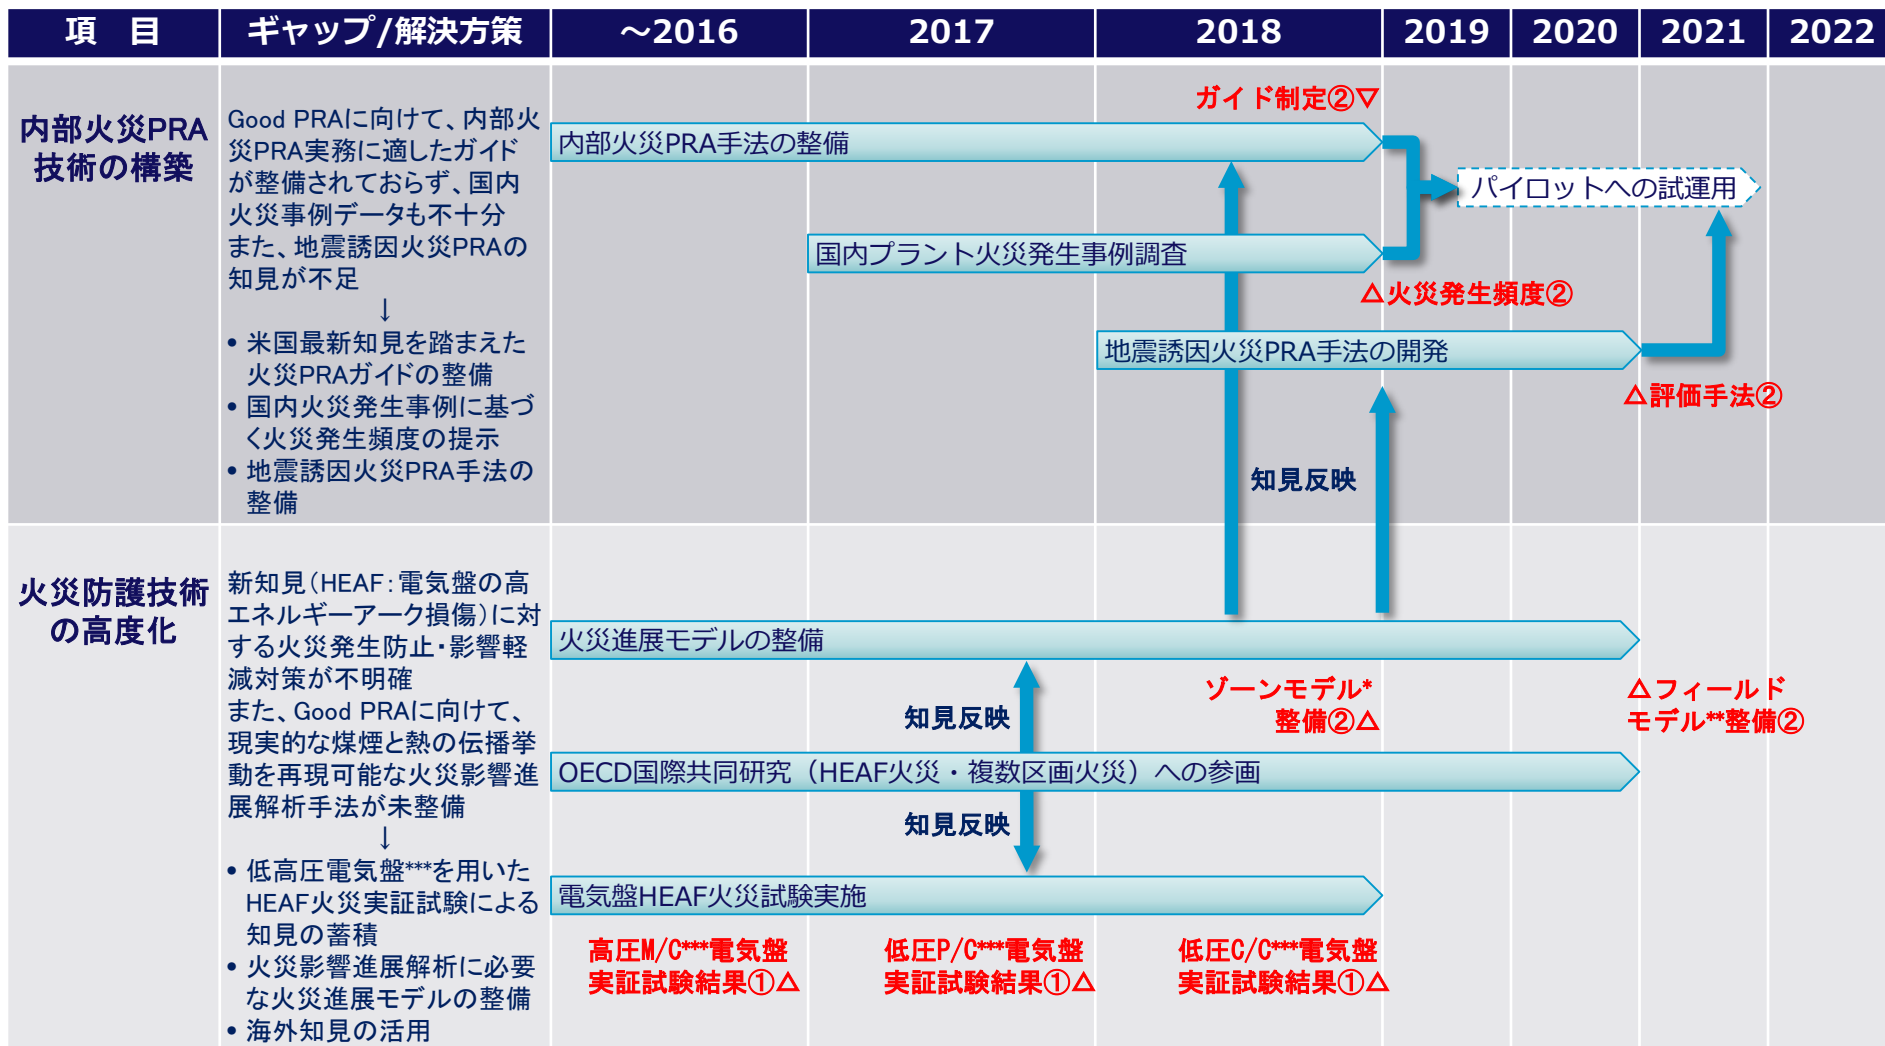 項　目
ギャップ/解決方策
～2016
2017
2018
2019
2020
2021
2022
内部火災PRA
技術の構築
Good PRAに向けて、内部火
災PRA実務に適したガイド
が整備されておらず、国内
火災事例データも不十分
また、地震誘因火災PRAの
知見が不足
↓
• 米国最新知見を踏まえた
火災PRAガイドの整備
• 国内火災発生事例に基づ
く火災発生頻度の提示
• 地震誘因火災PRA手法の
整備
ガイド制定②▽
内部火災PRA手法の整備
パイロットへの試運用
国内プラント火災発生事例調査
△火災発生頻度②
地震誘因火災PRA手法の開発
△評価手法②
知見反映
火災防護技術
の高度化
新知見（HEAF：電気盤の高
エネルギーアーク損傷）に対
する火災発生防止・影響軽
減対策が不明確
また、Good PRAに向けて、
現実的な煤煙と熱の伝播挙
動を再現可能な火災影響進
展解析手法が未整備
↓
• 低高圧電気盤***を用いた
HEAF火災実証試験による
知見の蓄積
• 火災影響進展解析に必要
な火災進展モデルの整備
• 海外知見の活用
火災進展モデルの整備
知見反映
ゾーンモデル*
整備②△
△フィールド
モデル**整備②
OECD国際共同研究（HEAF火災・複数区画火災）への参画
知見反映
電気盤HEAF火災試験実施
高圧M/C***電気盤
実証試験結果①△
低圧P/C***電気盤
実証試験結果①△
低圧C/C***電気盤
実証試験結果①△